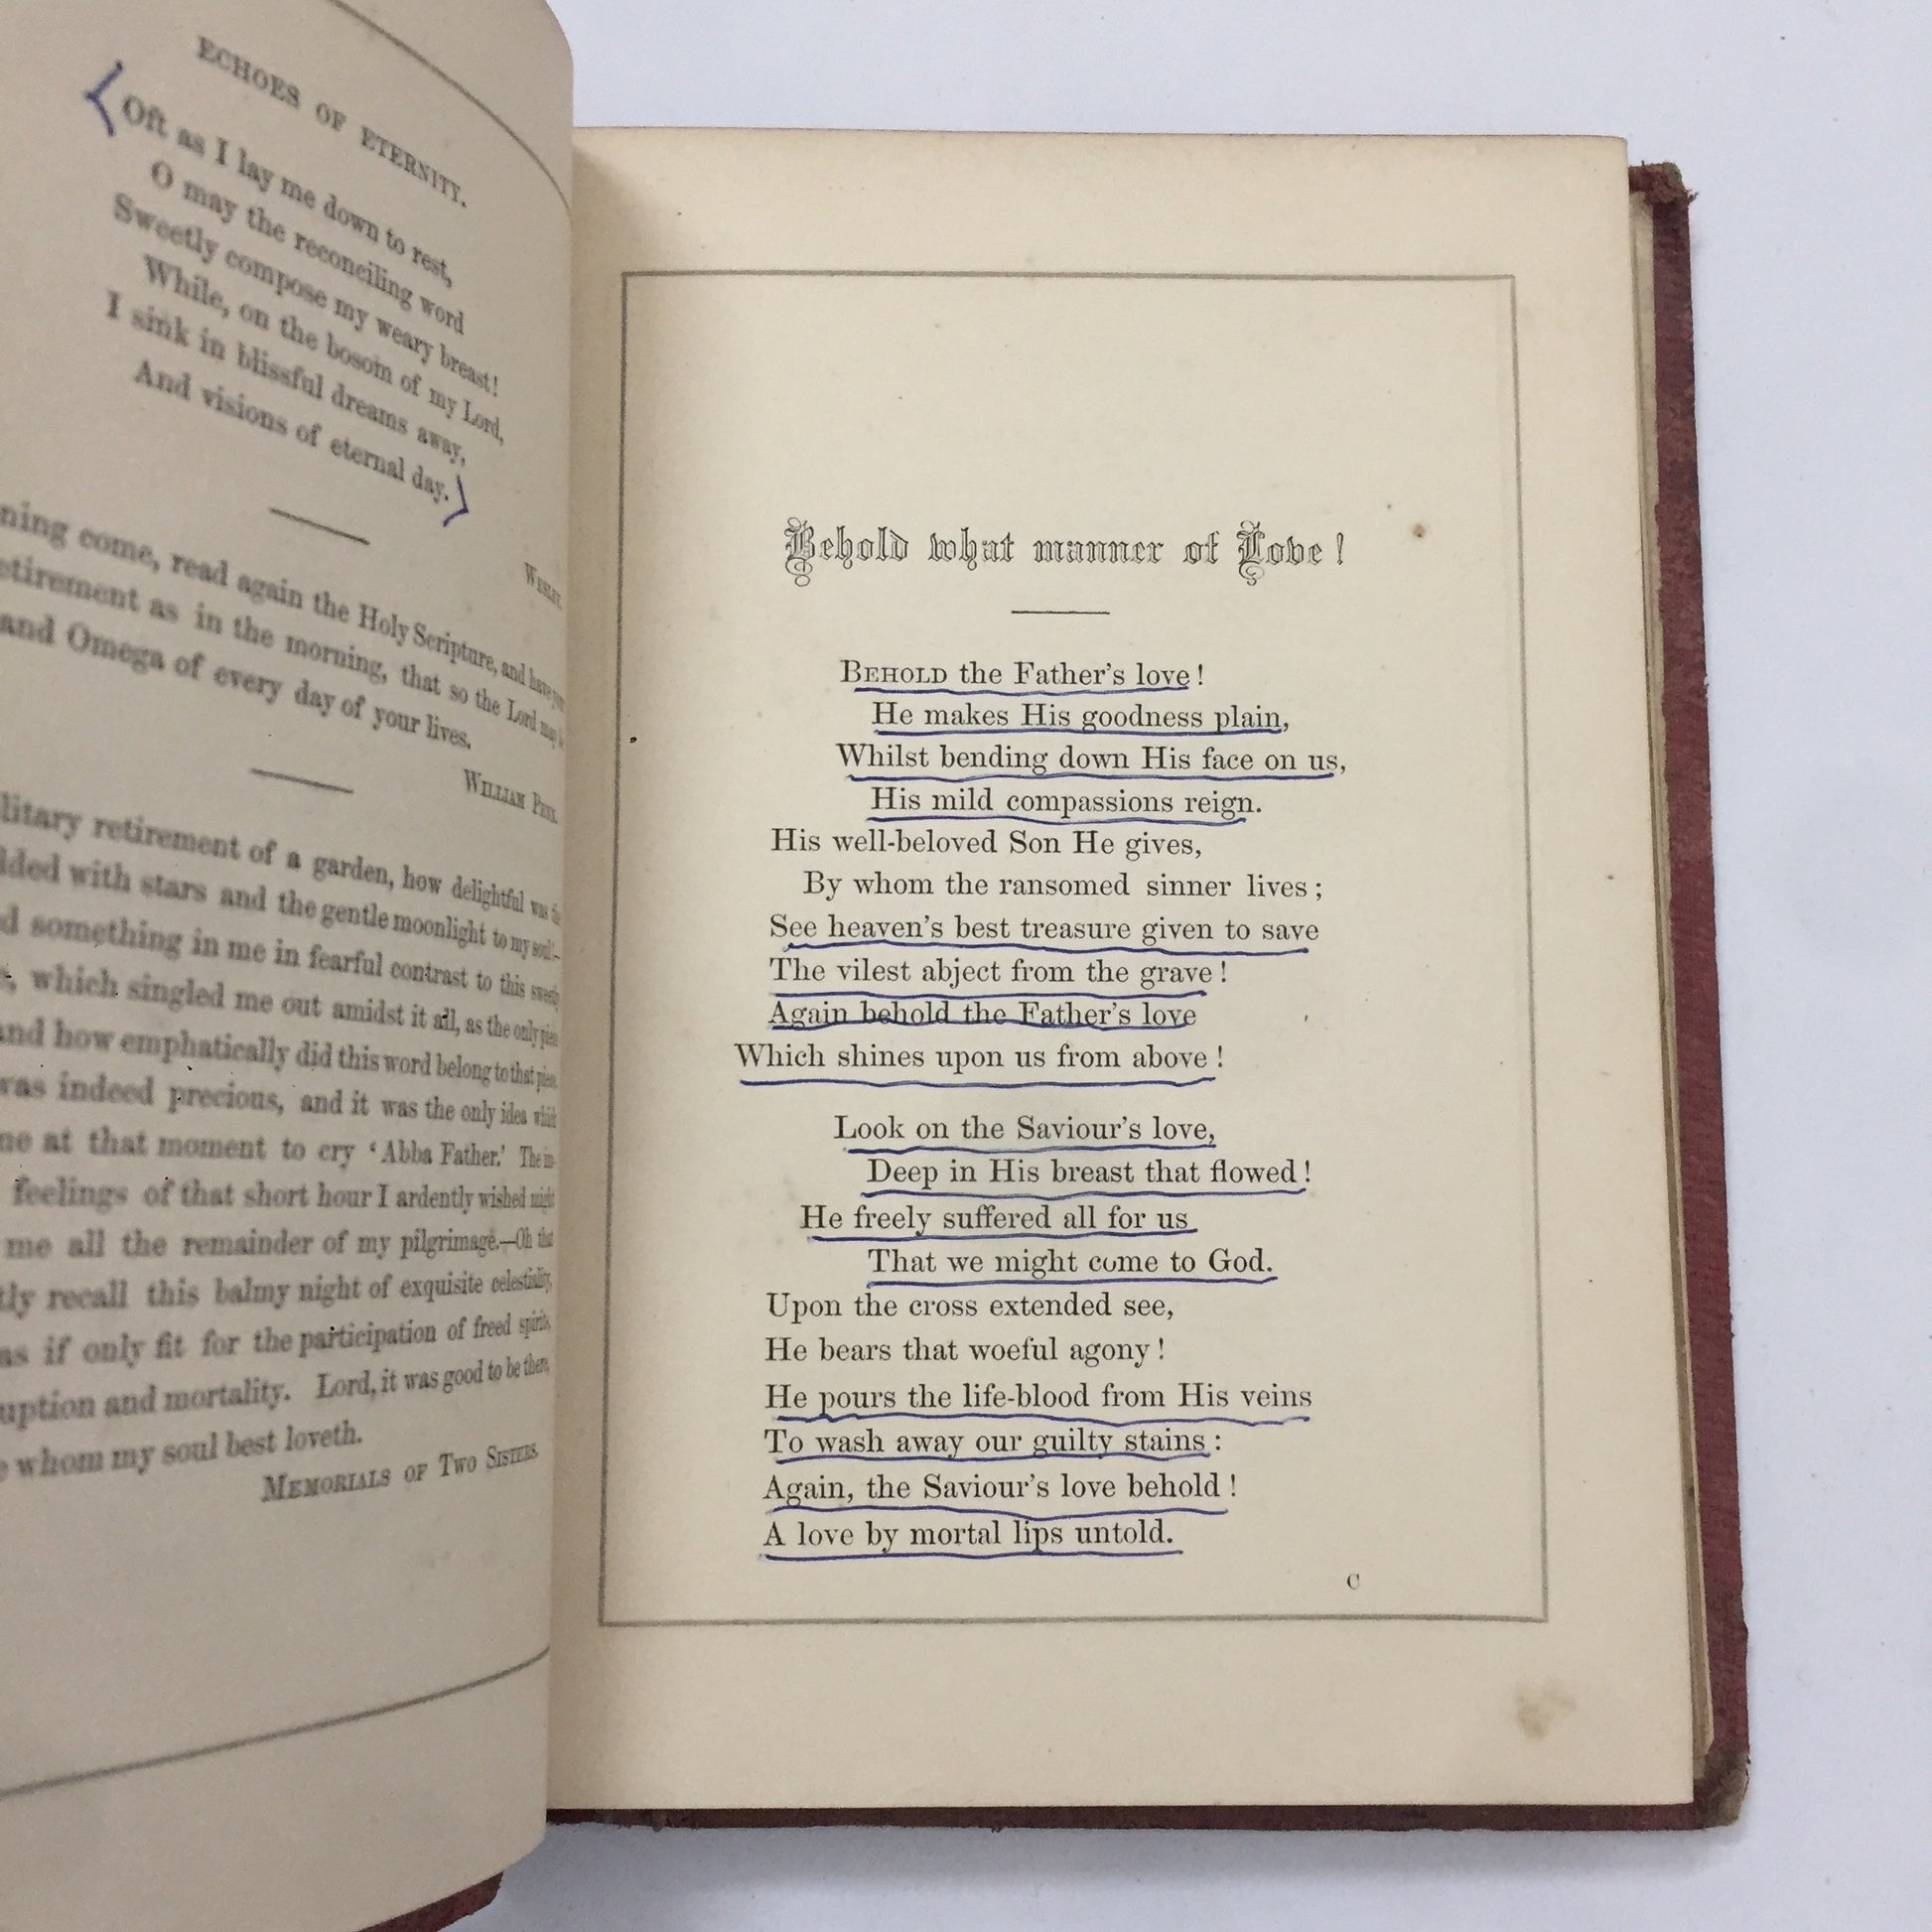 ECHOES OF ETERNITY.
Oft as I lay me down to rest,
O may the reconciling word
Sweetly compose my weary breast!
While, on the bosom of my Lord,
I sink in blissful dreams away,
And visions of eternal day.
WESLEY.
ning come, read again the Holy Scripture, and have
etirement as in the morning, that so the Lord may
and Omega of every day of your lives.
WILLIAM PENN.
litary retirement of a garden, how delightful was
lded with stars and the gentle moonlight to my soul!—
d something in me in fearful contrast to this
, which singled me out amidst it all, as the only
and how emphatically did this word belong to that
was indeed precious, and it was the only idea
ne at that moment to cry ‘Abba Father.’ The
feelings of that short hour I ardently wished might
me all the remainder of my pilgrimage.—Oh that
tly recall this balmy night of exquisite
as if only fit for the participation of freed spirits,
uption and mortality. Lord, it was good to be there,
whom my soul best loveth.
MEMORIALS OF TWO SISTERS.
Behold what manner of Love!
BEHOLD the Father's love!
He makes His goodness plain,
Whilst bending down His face on us,
His mild compassions reign.
His well-beloved Son He gives,
By whom the ransomed sinner lives;
See heaven's best treasure given to save
The vilest abject from the grave!
Again behold the Father's love
Which shines upon us from above!
Look on the Saviour's love,
Deep in His breast that flowed!
He freely suffered all for us
That we might come to God.
Upon the cross extended see,
He bears that woeful agony!
He pours the life-blood from His veins
To wash away our guilty stains:
Again, the Saviour's love behold!
A love by mortal lips untold.
C